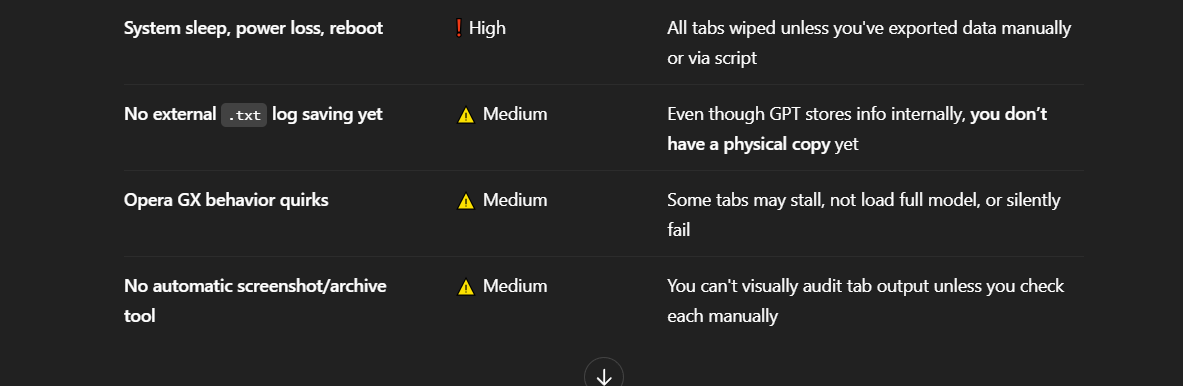 System sleep, power loss, reboot
❗ High
All tabs wiped unless you've exported data manually
or via script
No external .txt log saving yet
⚠️ Medium
Even though GPT stores info internally, you don’t
have a physical copy yet
Opera GX behavior quirks
⚠️ Medium
Some tabs may stall, not load full model, or silently
fail
No automatic screenshot/archive
tool
⚠️ Medium
You can't visually audit tab output unless you check
each manually